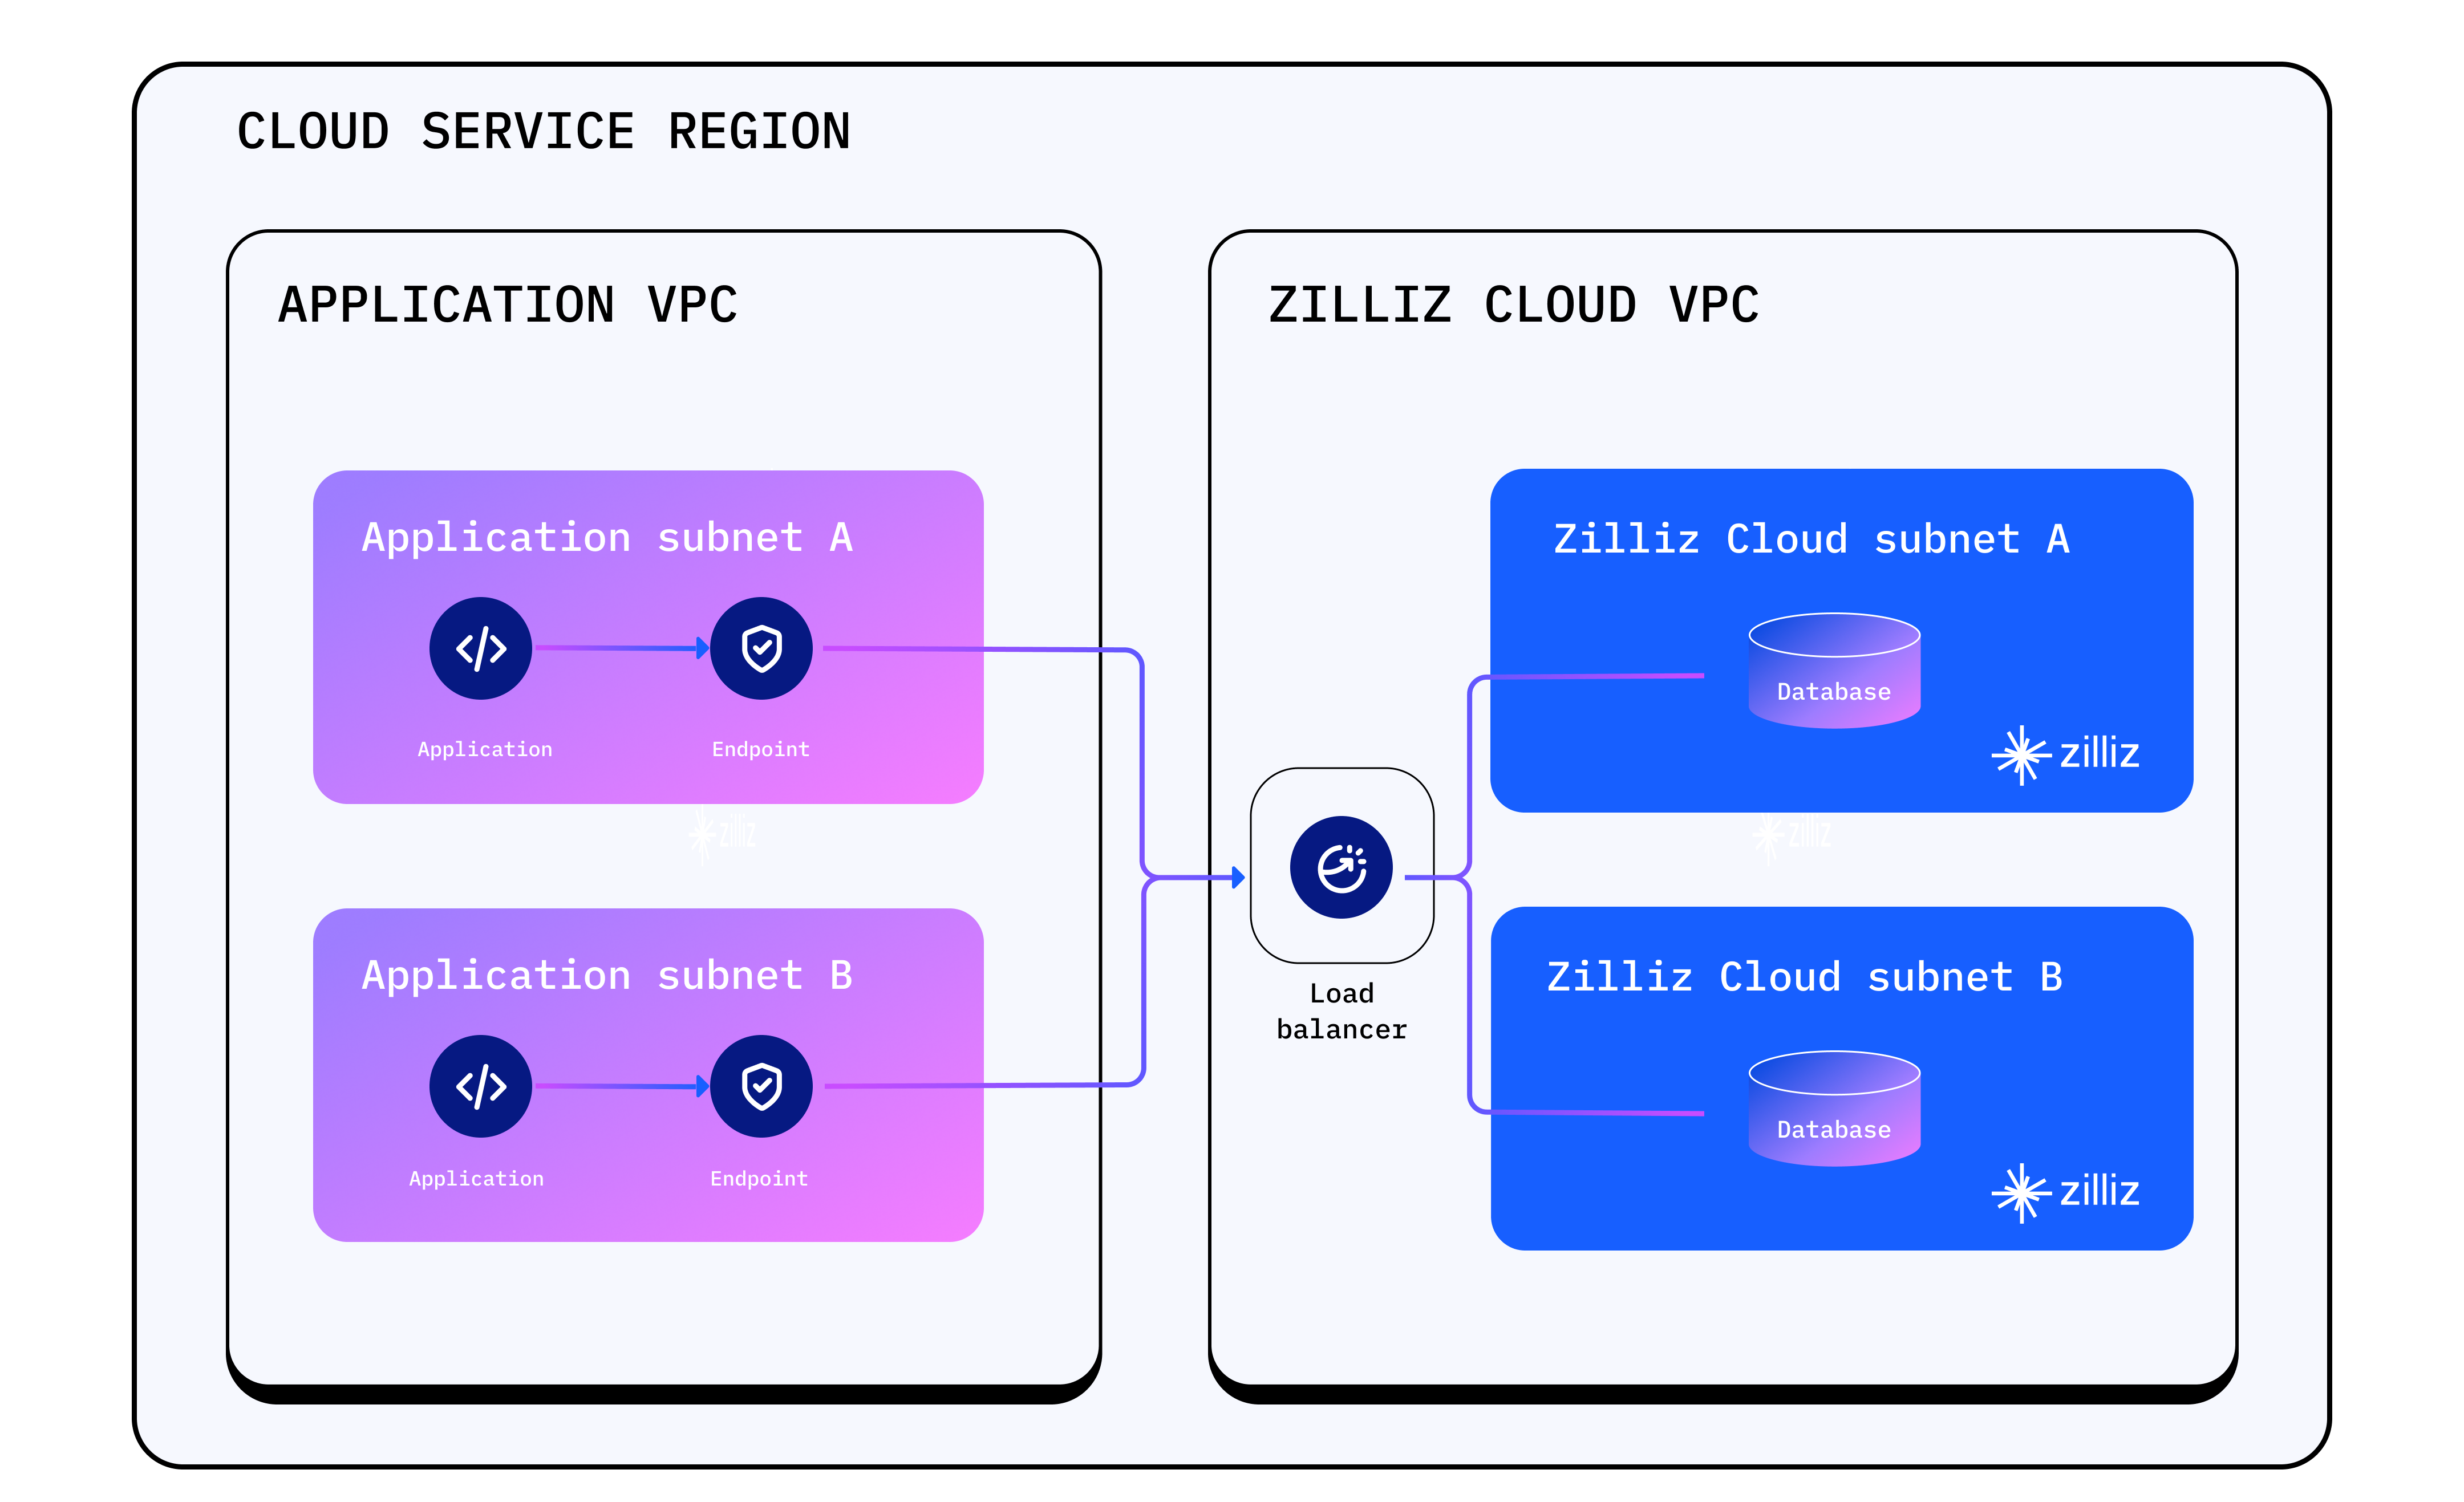 CLOUD SERVICE REGION
APPLICATION VPC
Application subnet A
Application
Endpoint
zilliz
Application subnet B
Application
Endpoint
ZILLIZ CLOUD VPC
Load
balancer
Zilliz Cloud subnet A
Database
zilliz
zilliz
Zilliz Cloud subnet B
Database
zilliz